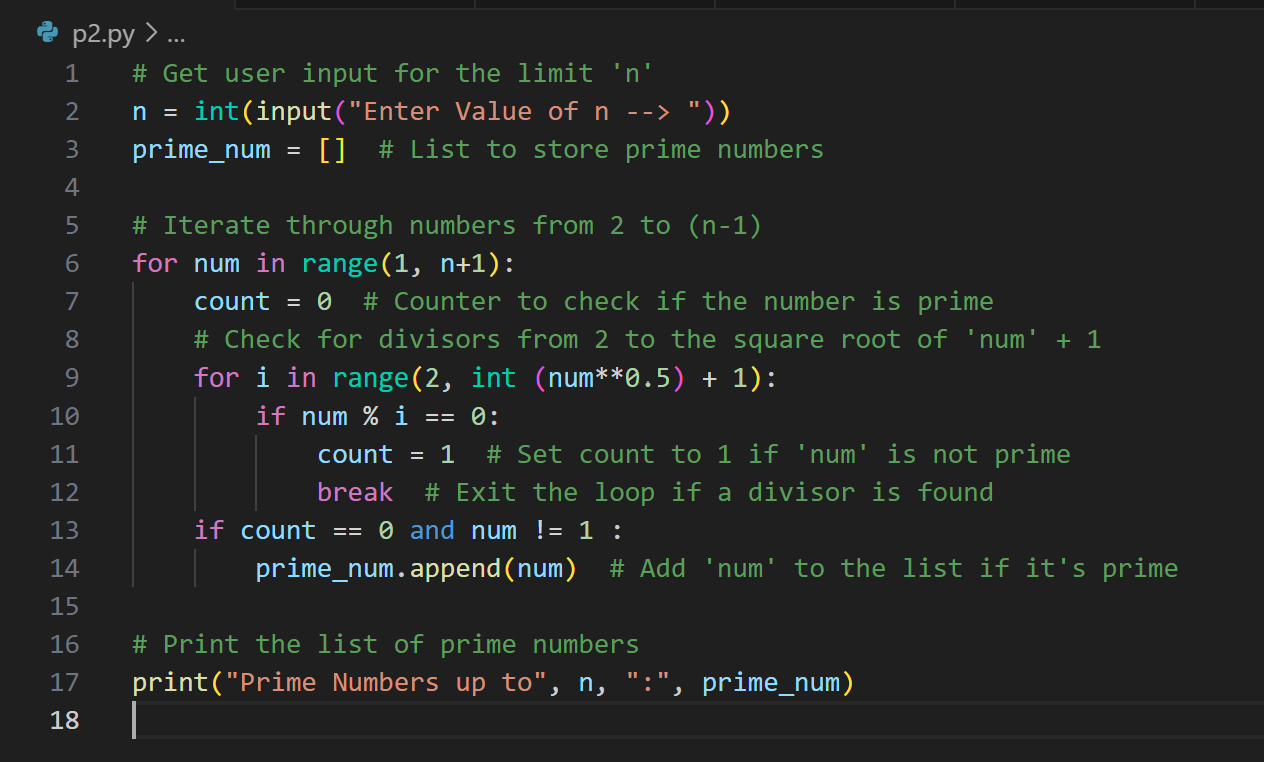 p2.py > ...
1 # Get user input for the limit 'n'
2 n = int(input("Enter Value of n --> "))
3 prime_num = []  # List to store prime numbers
4
5 # Iterate through numbers from 2 to (n-1)
6 for num in range(1, n+1):
7     count = 0  # Counter to check if the number is prime
8     # Check for divisors from 2 to the square root of 'num' + 1
9     for i in range(2, int (num**0.5) + 1):
10         if num % i == 0:
11             count = 1  # Set count to 1 if 'num' is not prime
12             break  # Exit the loop if a divisor is found
13     if count == 0 and num != 1 :
14         prime_num.append(num)  # Add 'num' to the list if it's prime
15
16 # Print the list of prime numbers
17 print("Prime Numbers up to", n, ":", prime_num)
18